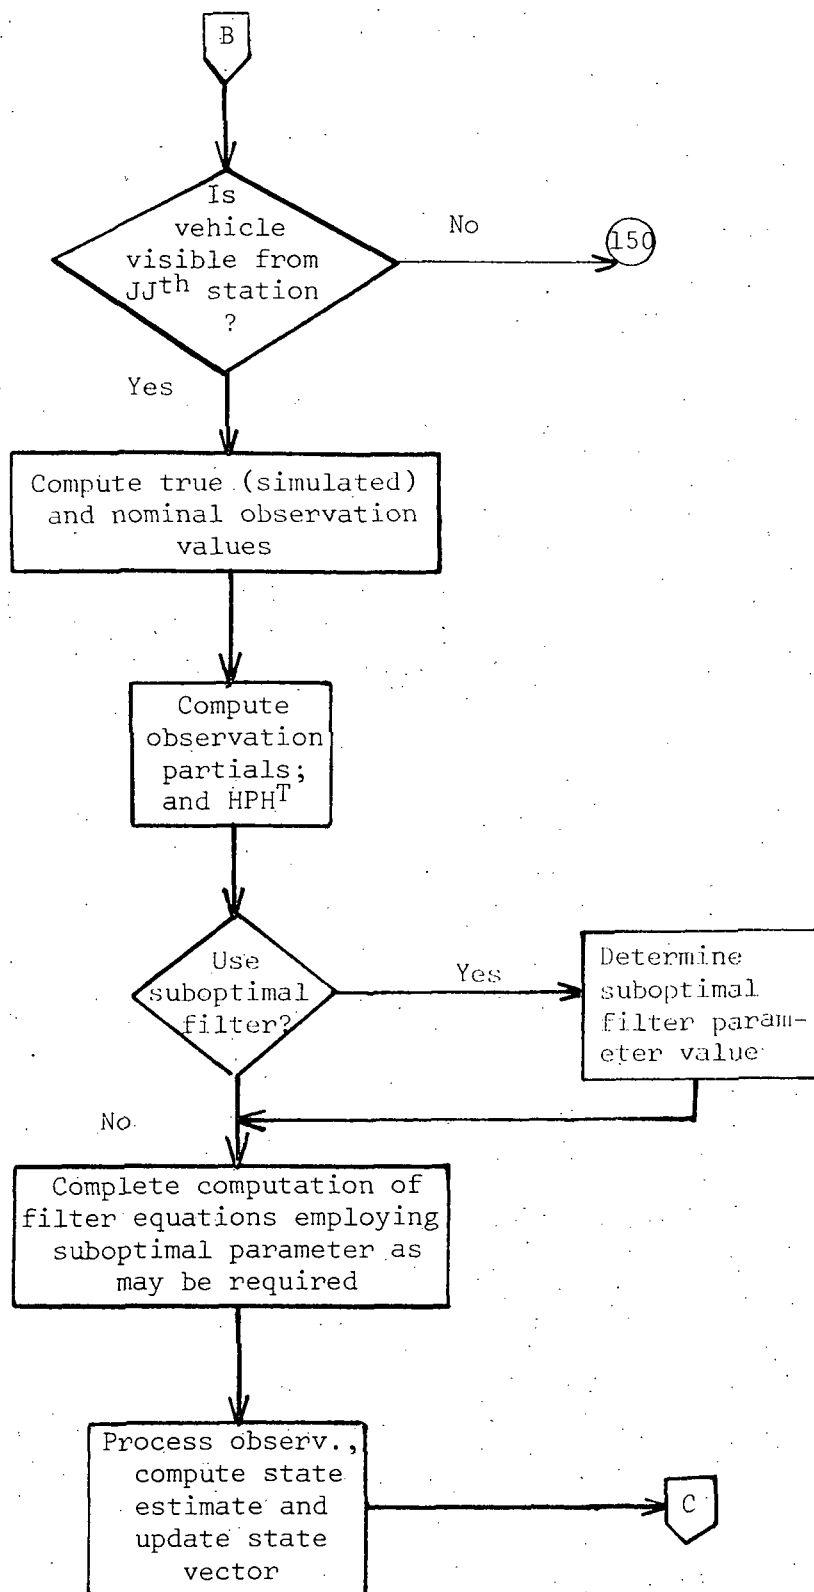 B
Is
vehicle
visible from
JJth station
?
No
150
Yes
Compute true (simulated)
and nominal observation
values
Compute
observation
partials;
and HPHT
Use
suboptimal
filter?
Yes
Determine
suboptimal
filter param-
eter value
No
Complete computation of
filter equations employing
suboptimal parameter as
may be required
Process observ.,
compute state
estimate and
update state
vector
C